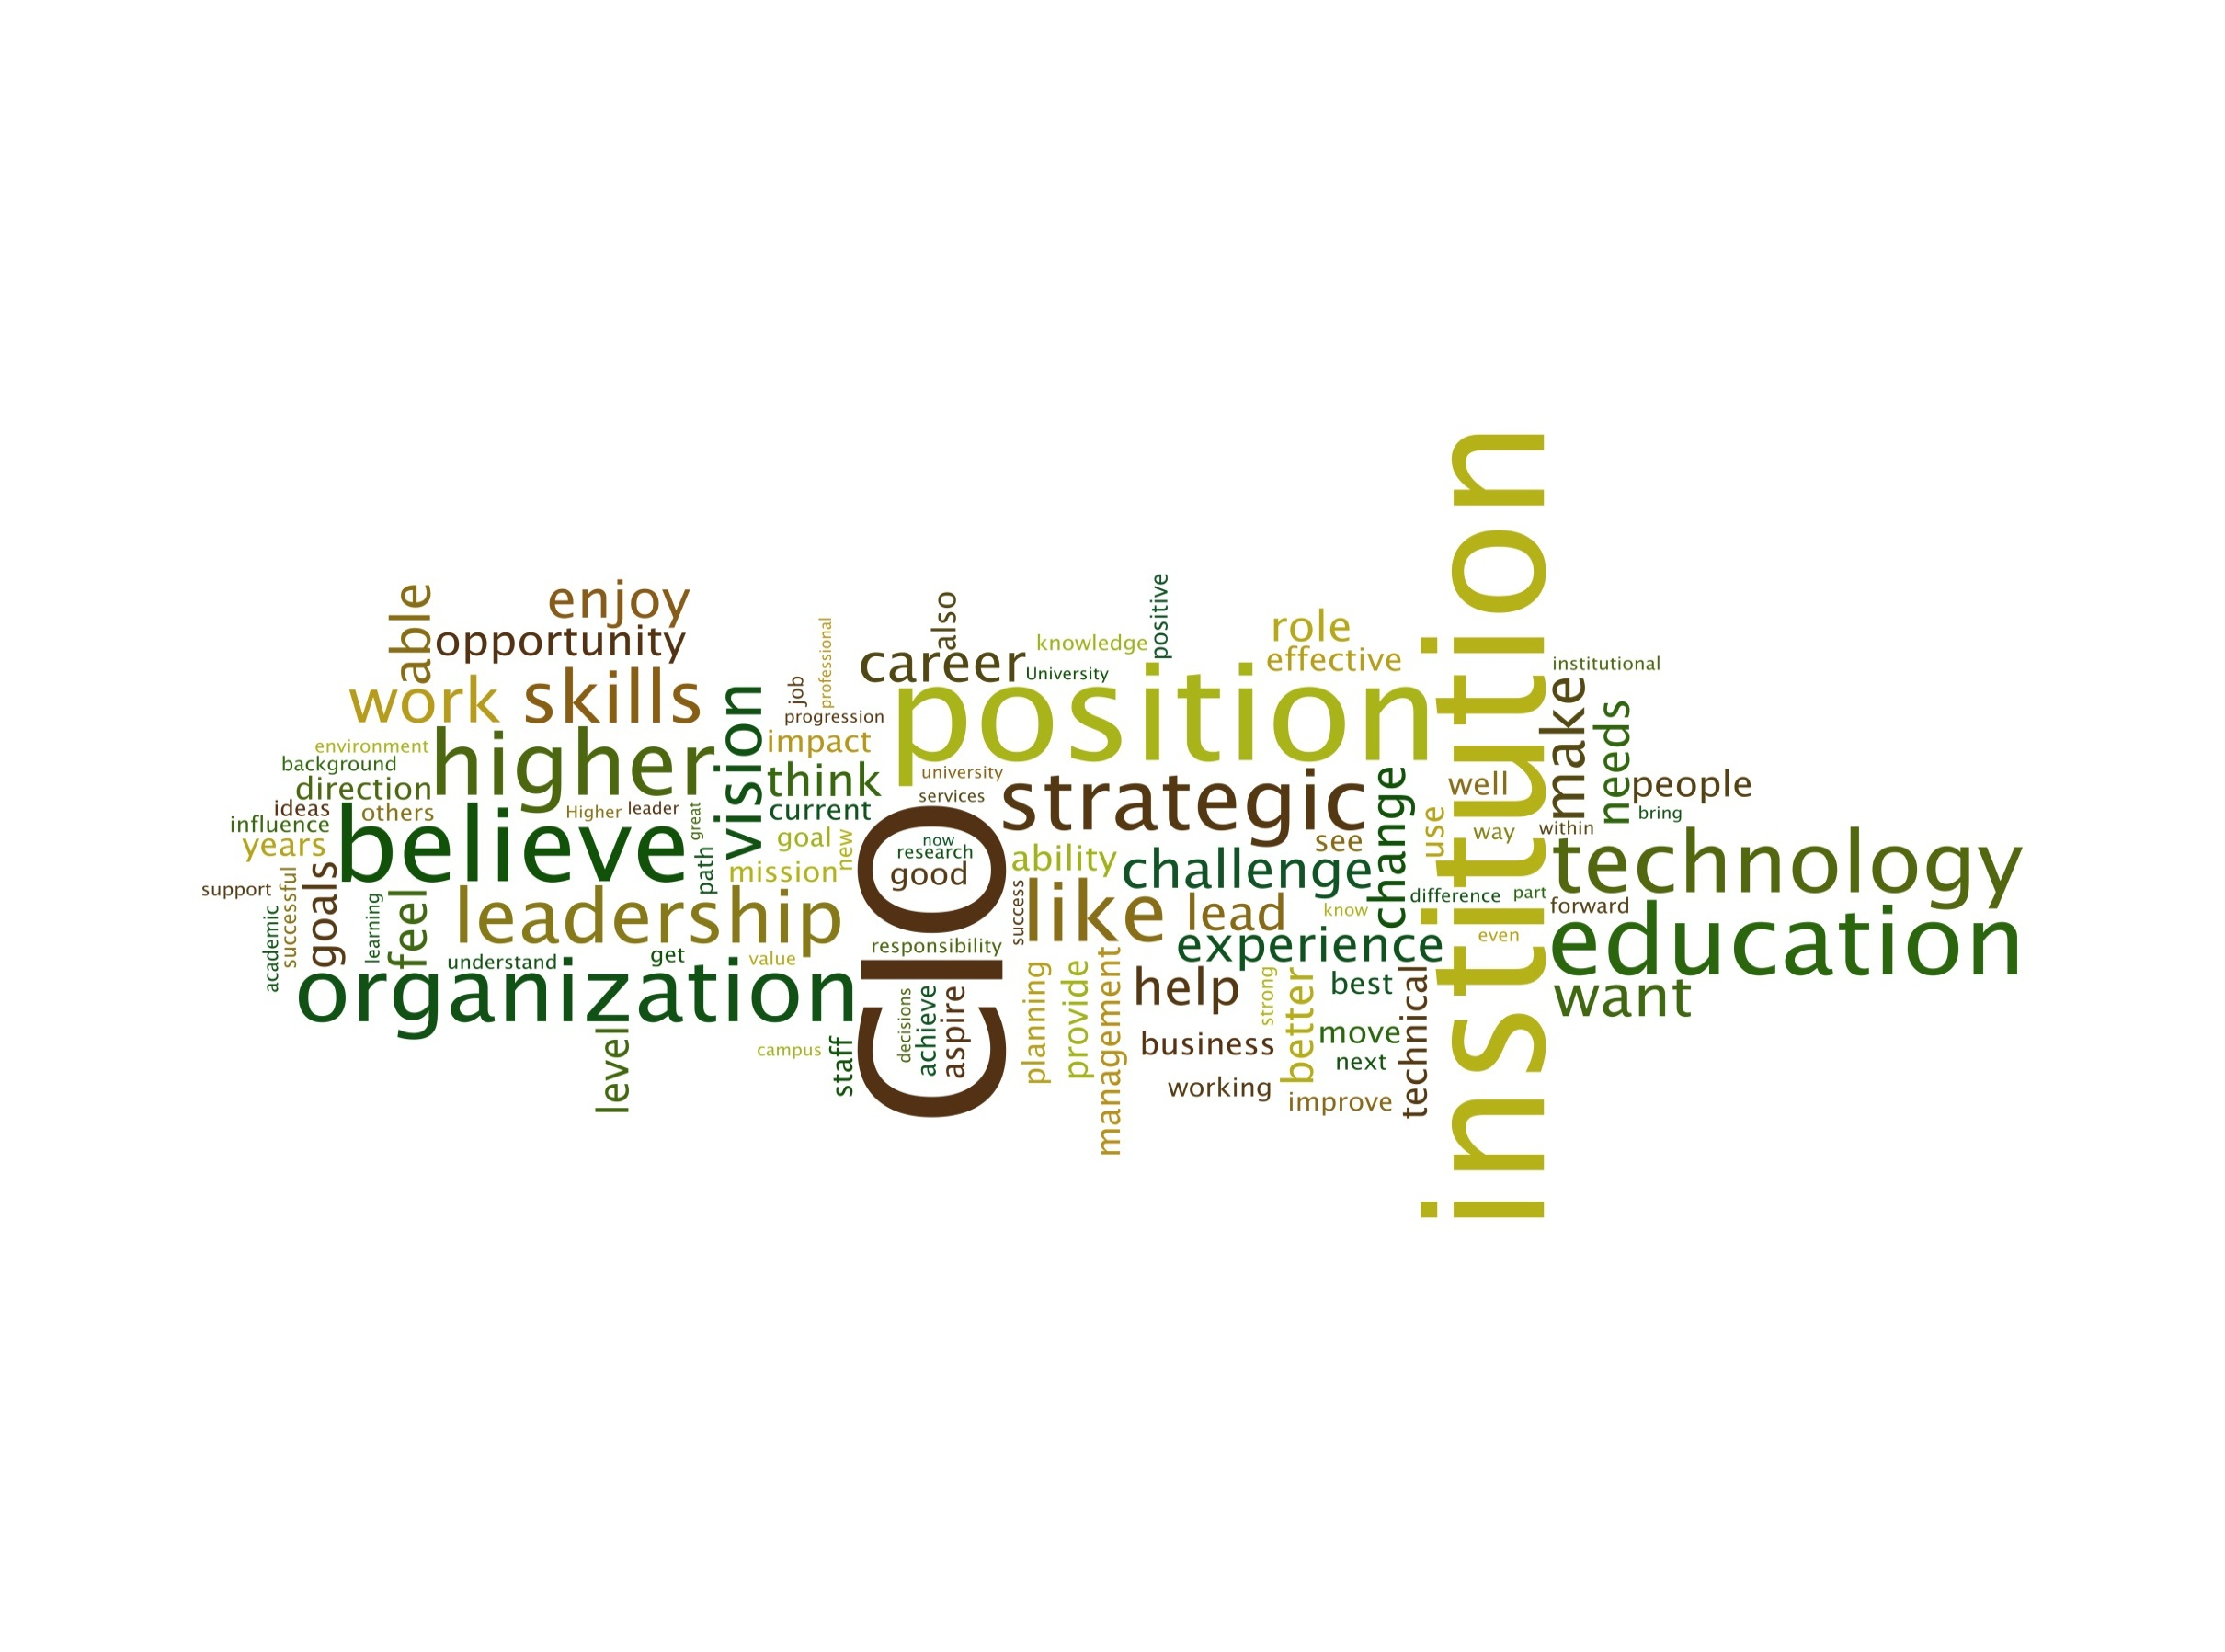 enjoy
able
opportunity
work
skills
also
career
knowledge
University
positive
role
effective
job
professional
progression
position
institution
institutional
make
needs
people
bring
environment
background
higher
direction
ideas
others
Higher
leader
great
influence
years
believe
vision
impact
think
current
goal
new
mission
path
university
services
strategic
change
well
see
use
way
within
technology
CIO
now
research
good
ability
challenge
support
successful
academic
goals
learning
feel
leadership
like
success
lead
know
difference
part
forward
responsibility
experience
even
education
understand
get
value
organization
want
decisions
achieve
aspire
planning
provide
management
help
strong
better
best
technical
level
campus
staff
business
move
next
working
improve